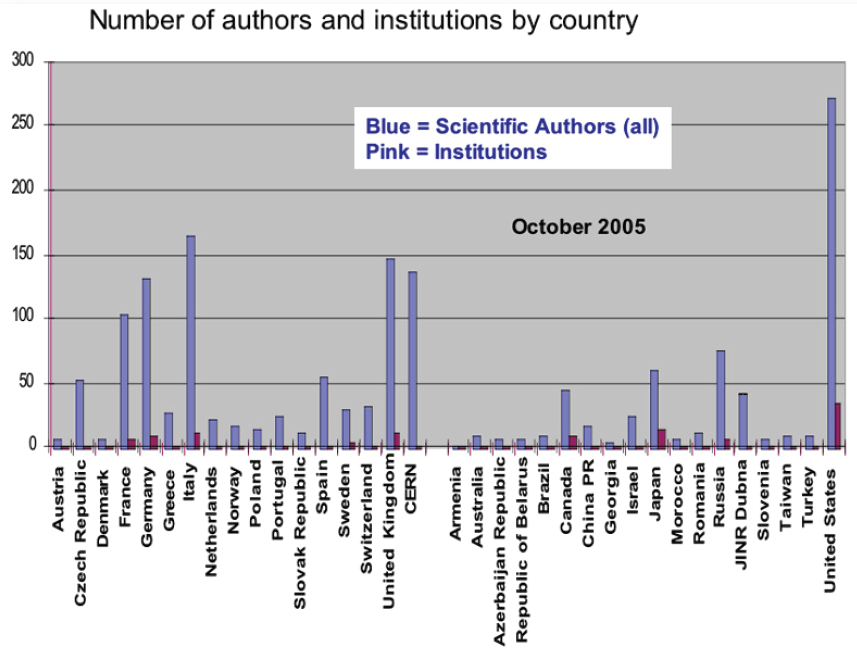 Number of authors and institutions by country
300
250
200
150
100
50
0
Blue = Scientific Authors (all)
Pink = Institutions
October 2005
Austria
Czech Republic
Denmark
France
Germany
Greece
Italy
Netherlands
Norway
Poland
Portugal
Slovak Republic
Spain
Sweden
Switzerland
United Kingdom
CERN
Armenia
Australia
Azerbaijan Republic
Republic of Belarus
Brazil
Canada
China PR
Georgia
Israel
Japan
Morocco
Romania
Russia
JINR Dubna
Slovenia
Taiwan
Turkey
United States